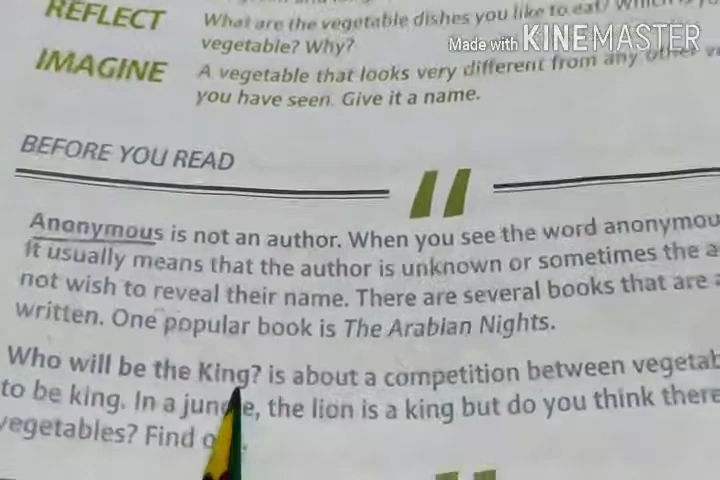 REFLECT What are the vegetable dishes you like to eat? Which is
vegetable? Why?
Made with KINEMASTER
IMAGINE A vegetable that looks very different from any other
you have seen. Give it a name.
BEFORE YOU READ
"
Anonymous is not an author. When you see the word anonymou
it usually means that the author is unknown or sometimes the a
not wish to reveal their name. There are several books that are a
written. One popular book is The Arabian Nights.
Who will be the King? is about a competition between vegetab
to be king. In a jungle, the lion is a king but do you think there
vegetables? Find